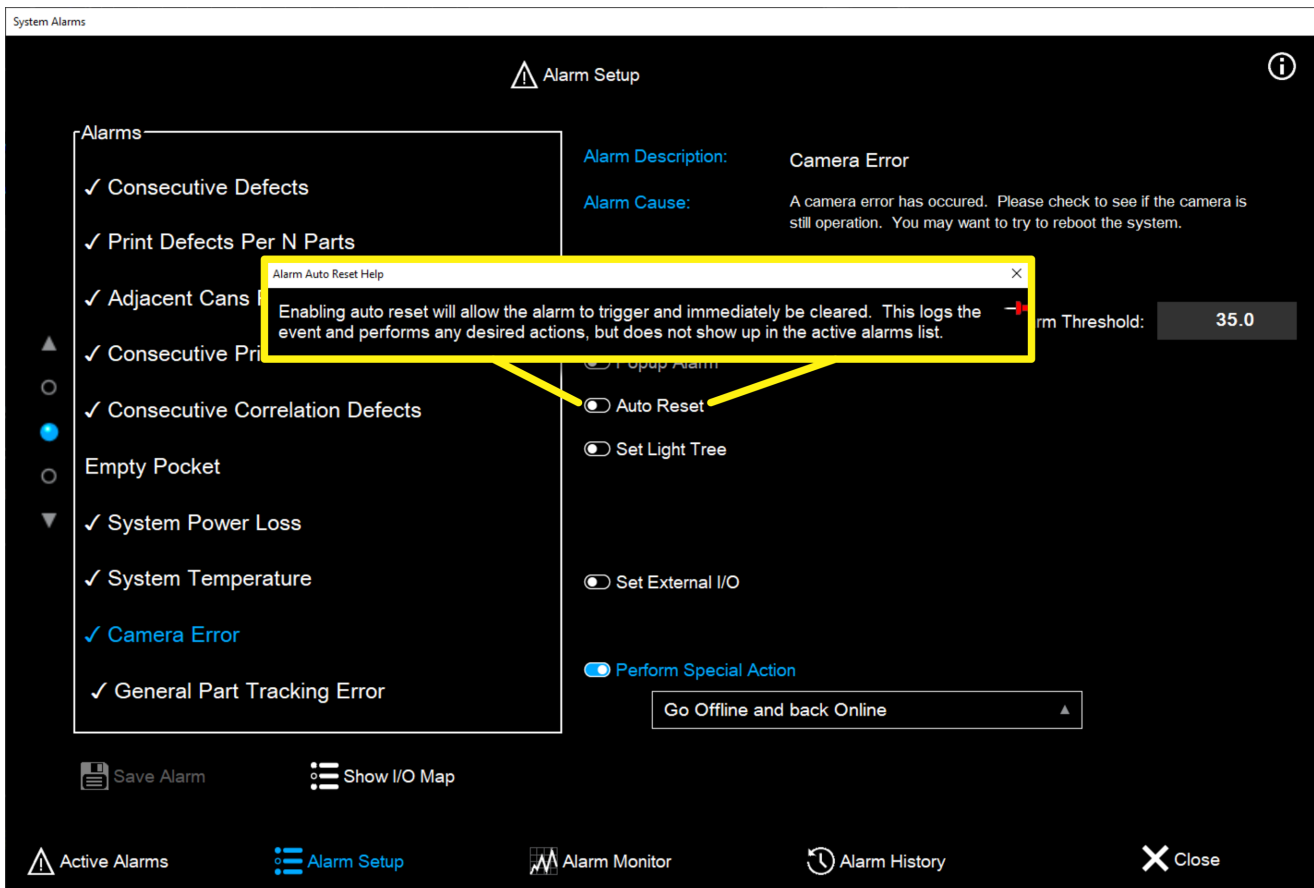 System Alarms
Alarm Setup
Alarms
✓ Consecutive Defects
✓ Print Defects Per N Parts
✓ Adjacent Cans
✓ Consecutive
✓ Consecutive Correlation Defects
Empty Pocket
✓ System Power Loss
✓ System Temperature
✓ Camera Error
✓ General Part Tracking Error
Alarm Description:
Camera Error
Alarm Cause:
A camera error has occured. Please check to see if the camera is
still operation. You may want to try to reboot the system.
Alarm Auto Reset Help
Enabling auto reset will allow the alarm to trigger and immediately be cleared. This logs the
event and performs any desired actions, but does not show up in the active alarms list.
Threshold:
35.0
Popup Alarm
Auto Reset
Set Light Tree
Set External I/O
Perform Special Action
Go Offline and back Online
Save Alarm
Show I/O Map
Active Alarms
Alarm Setup
Alarm Monitor
Alarm History
Close